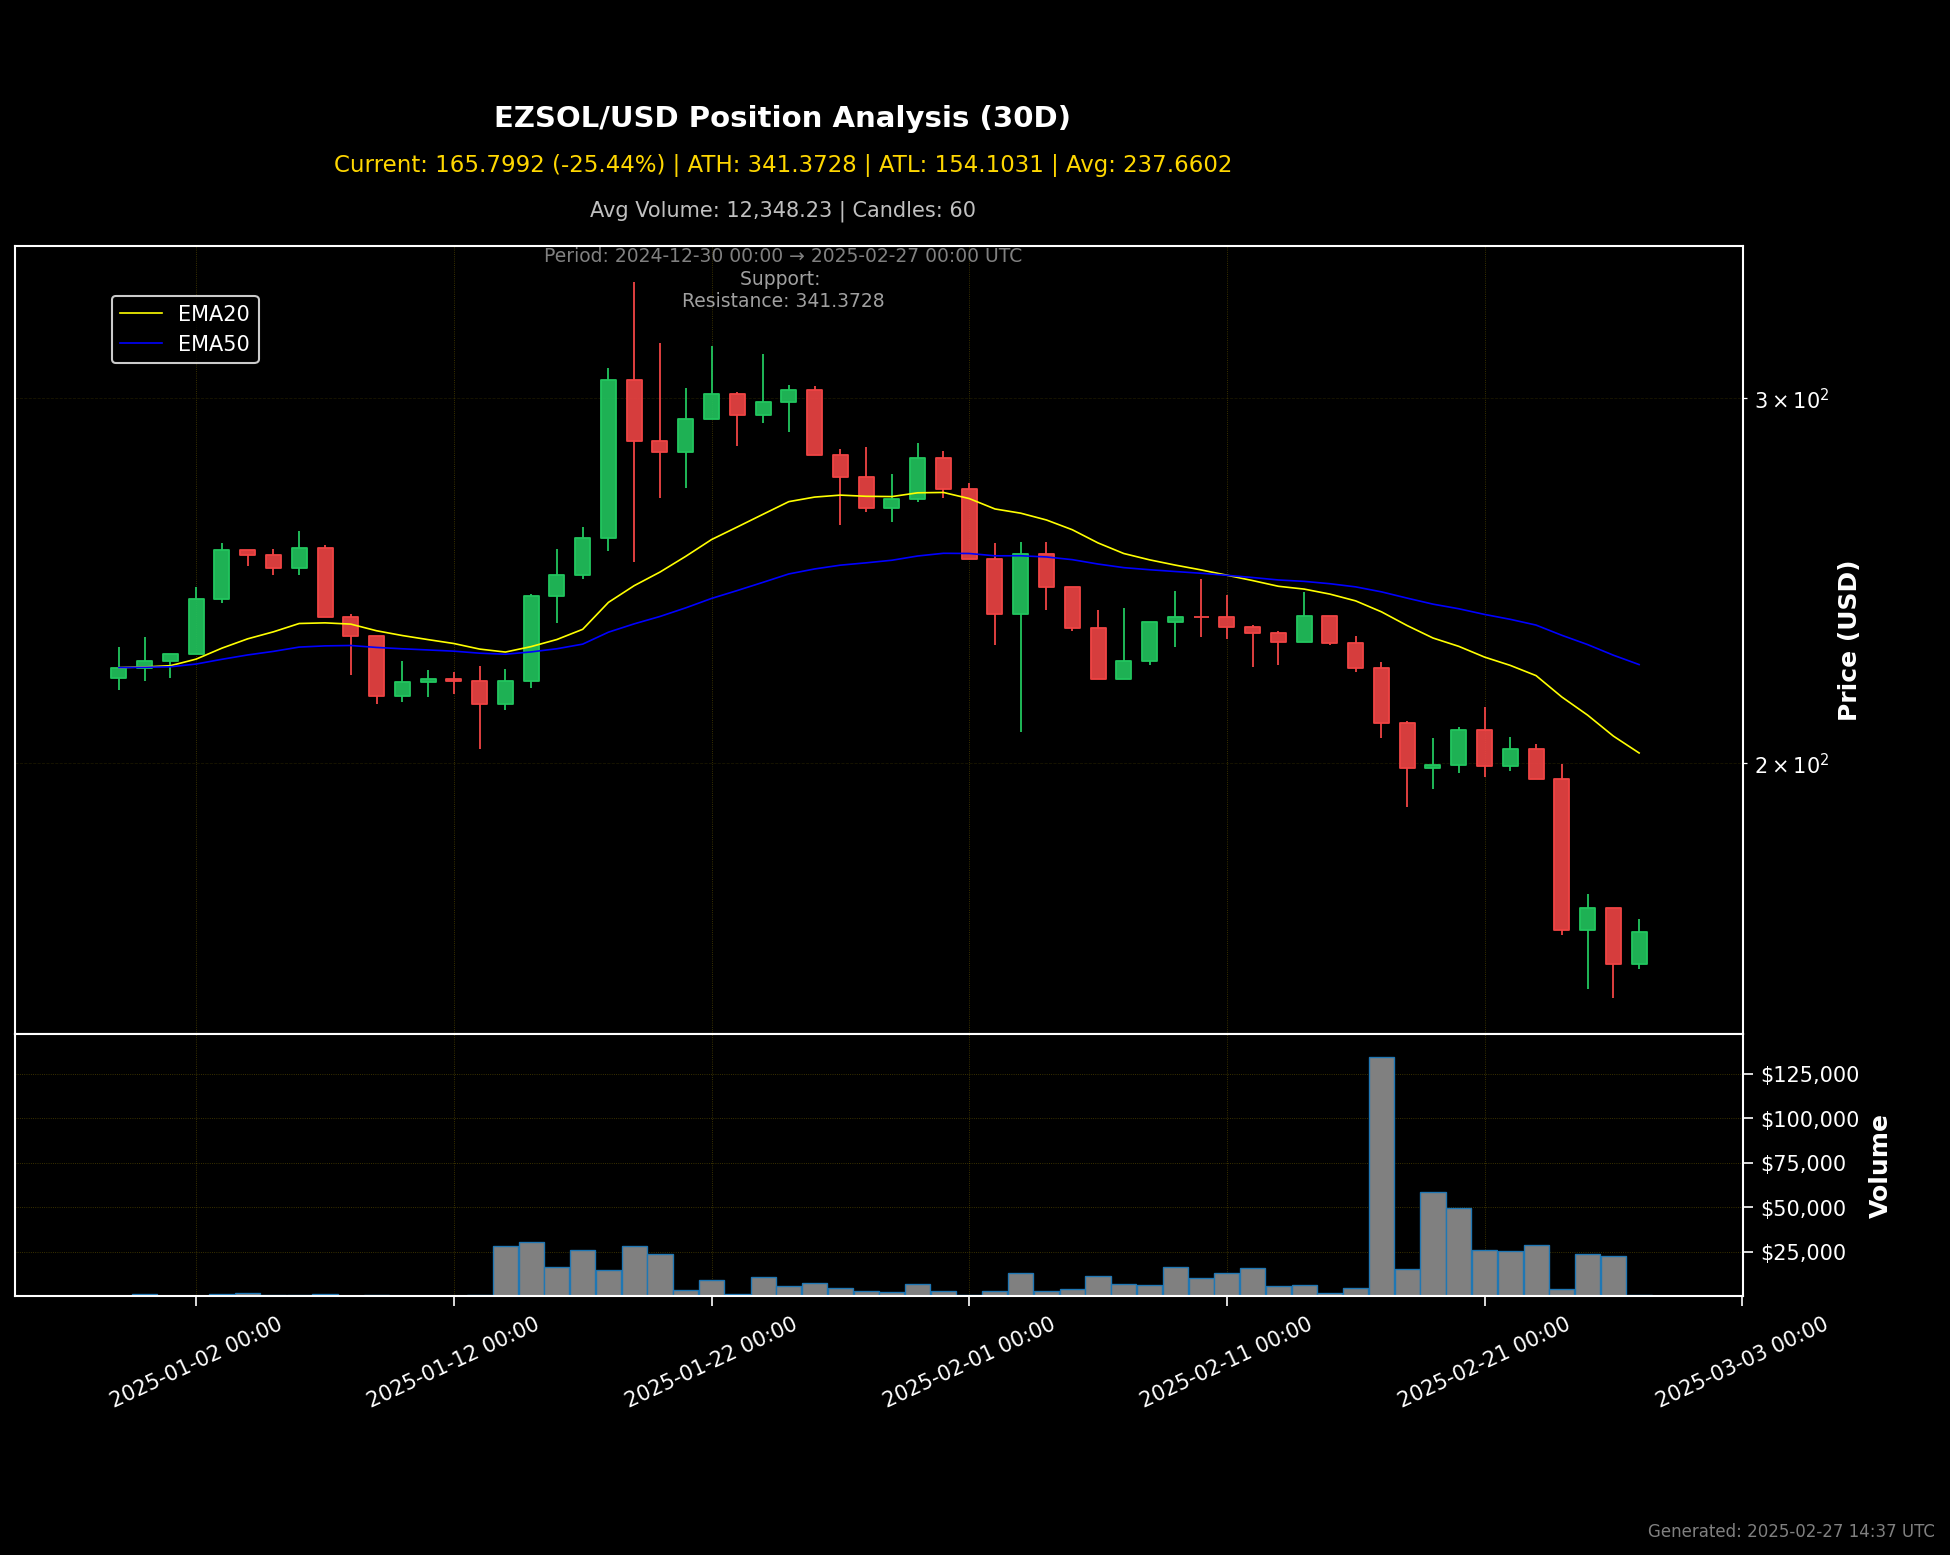 EZSOL/USD Position Analysis (30D)
Current: 165.7992 (-25.44%) | ATH: 341.3728 | ATL: 154.1031 | Avg: 237.6602
Avg Volume: 12,348.23 | Candles: 60
Period: 2024-12-30 00:00 → 2025-02-27 00:00 UTC
Support:
Resistance: 341.3728
EMA20
EMA50
3 × 10²
2 × 10²
Price (USD)
$125,000
$100,000
$75,000
$50,000
$25,000
Volume
2025-01-02 00:00
2025-01-12 00:00
2025-01-22 00:00
2025-02-01 00:00
2025-02-11 00:00
2025-02-21 00:00
2025-03-03 00:00
Generated: 2025-02-27 14:37 UTC